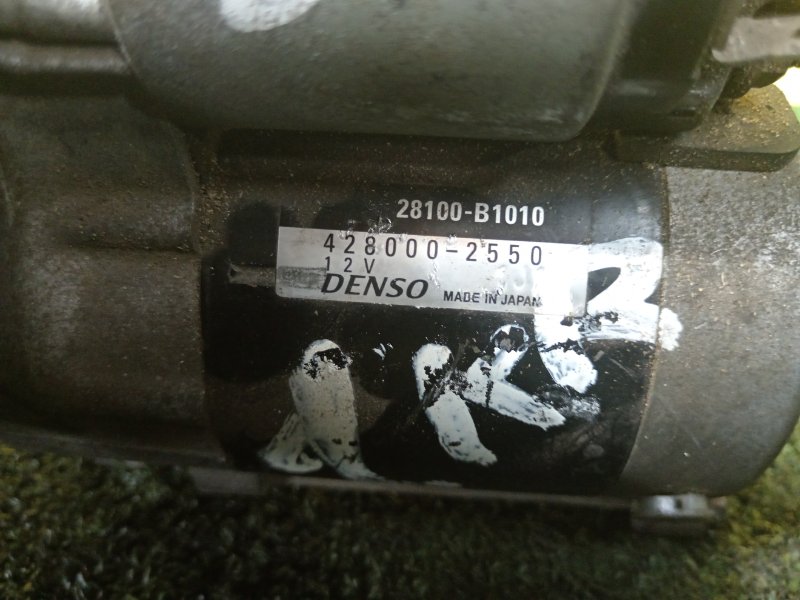 28100-B1010
428000-2550
12V
DENSO MADE IN JAPAN